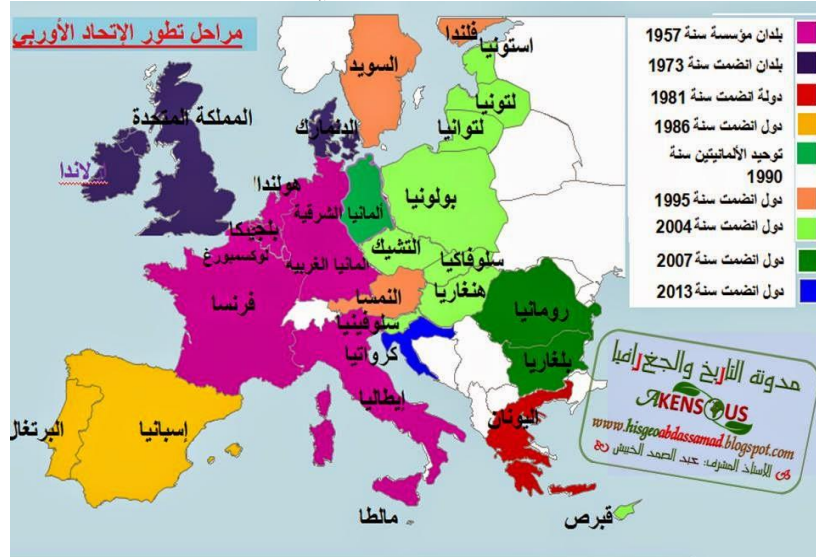 مراحل تطور الإتحاد الأوربي
بلدان مؤسسة سنة 1957
بلدان انضمت سنة 1973
دولة انضمت سنة 1981
دول انضمت سنة 1986
توحيد الألمانيتين سنة
1990
دول انضمت سنة 1995
دول انضمت سنة 2004
دول انضمت سنة 2007
دول انضمت سنة 2013
فلندا
السويد
استونيا
لتونيا
لتوانيا
المملكة المتحدة
الدنمارك
هولندا
بولونيا
ألمانيا الشرقية
بلجيكا
لوكسمبورغ
ألمانيا الغربيه
التشيك
سلوفاكيا
فرنسا
النمسا
هنغاريا
رومانيا
سلوفينيا
كرواتيا
بلغاريا
إيطاليا
اليونان
إسبانيا
البرتغال
مالطا
قبرص
مدونة التاريخ والجغرافيا
AKENSOUS
www.hisgeoabdassamad.blogspot.com
الأستاذ المشرف: عبد الصمد الخبيش